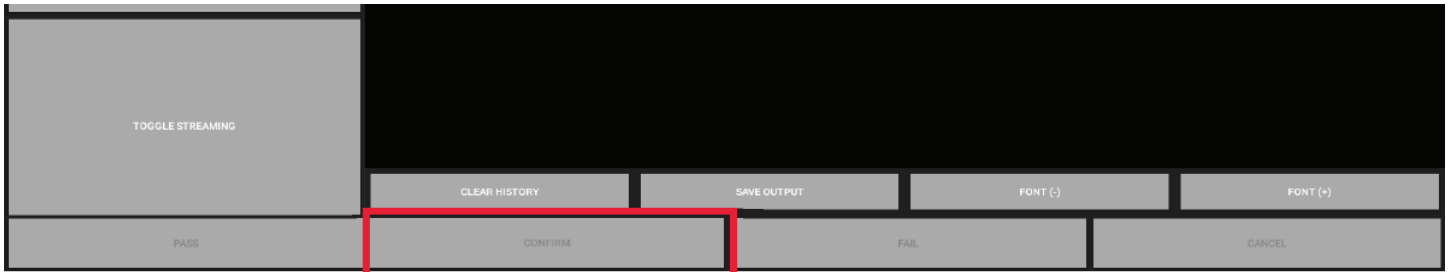 TOGGLE STREAMING
CLEAR HISTORY SAVE OUTPUT FONT (-) FONT (+)
PASS CONFIRM FAIL CANCEL